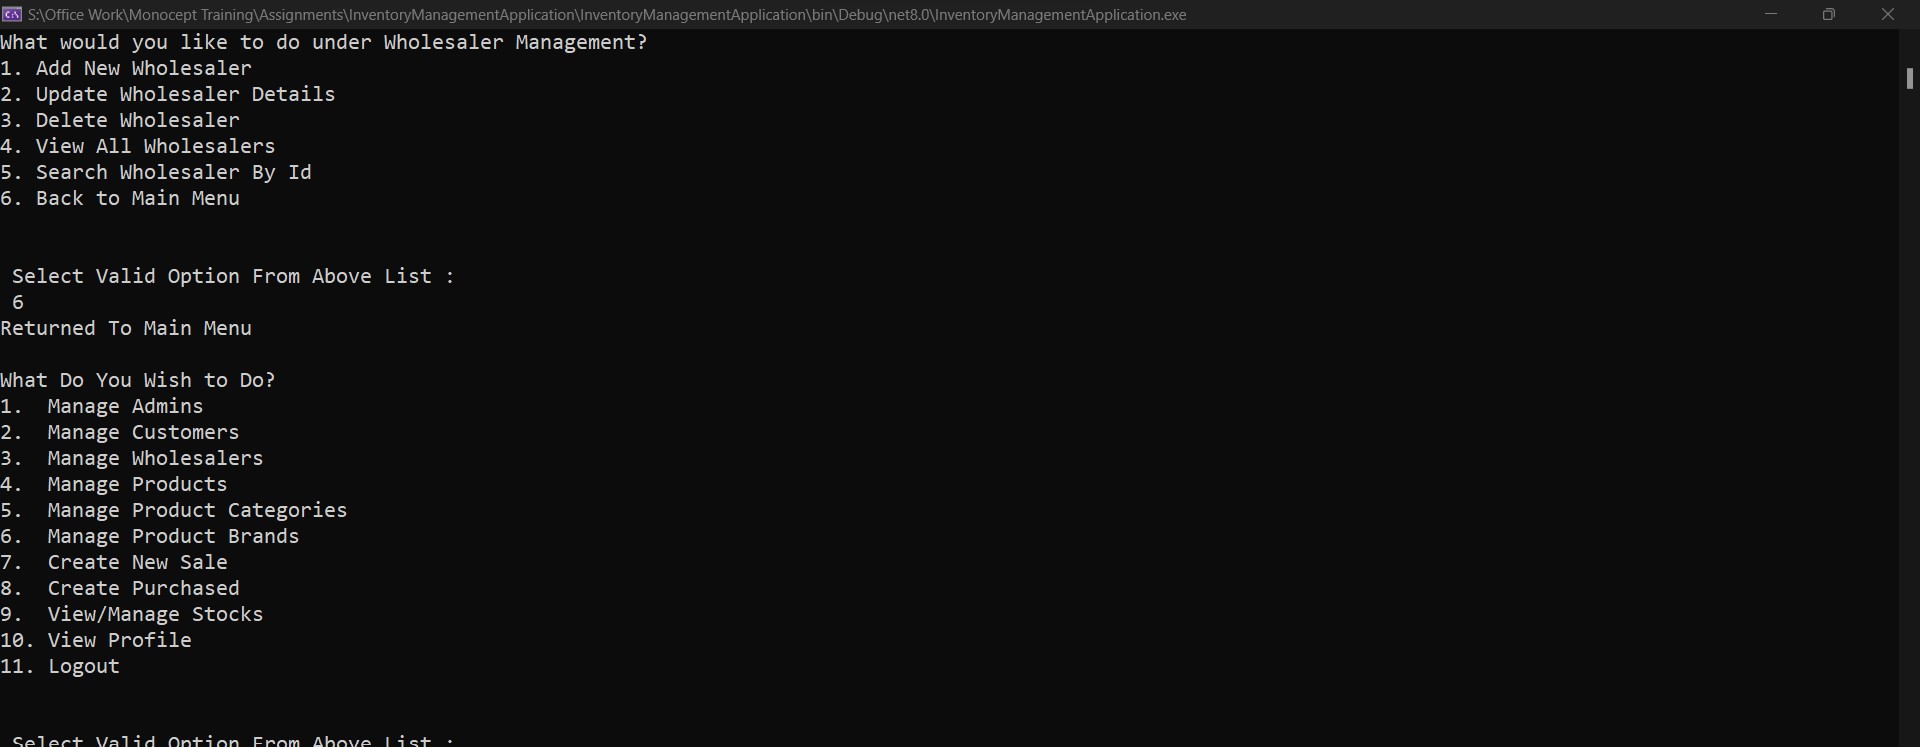 S:\Office Work\Monocept Training\Assignments\InventoryManagementApplication\InventoryManagementApplication\bin\Debug\net8.0\InventoryManagementApplication.exe
What would you like to do under Wholesaler Management?
1. Add New Wholesaler
2. Update Wholesaler Details
3. Delete Wholesaler
4. View All Wholesalers
5. Search Wholesaler By Id
6. Back to Main Menu
Select Valid Option From Above List :
6
Returned To Main Menu
What Do You Wish to Do?
1.  Manage Admins
2.  Manage Customers
3.  Manage Wholesalers
4.  Manage Products
5.  Manage Product Categories
6.  Manage Product Brands
7.  Create New Sale
8.  Create Purchased
9.  View/Manage Stocks
10. View Profile
11. Logout
Select Valid Option From Above List :